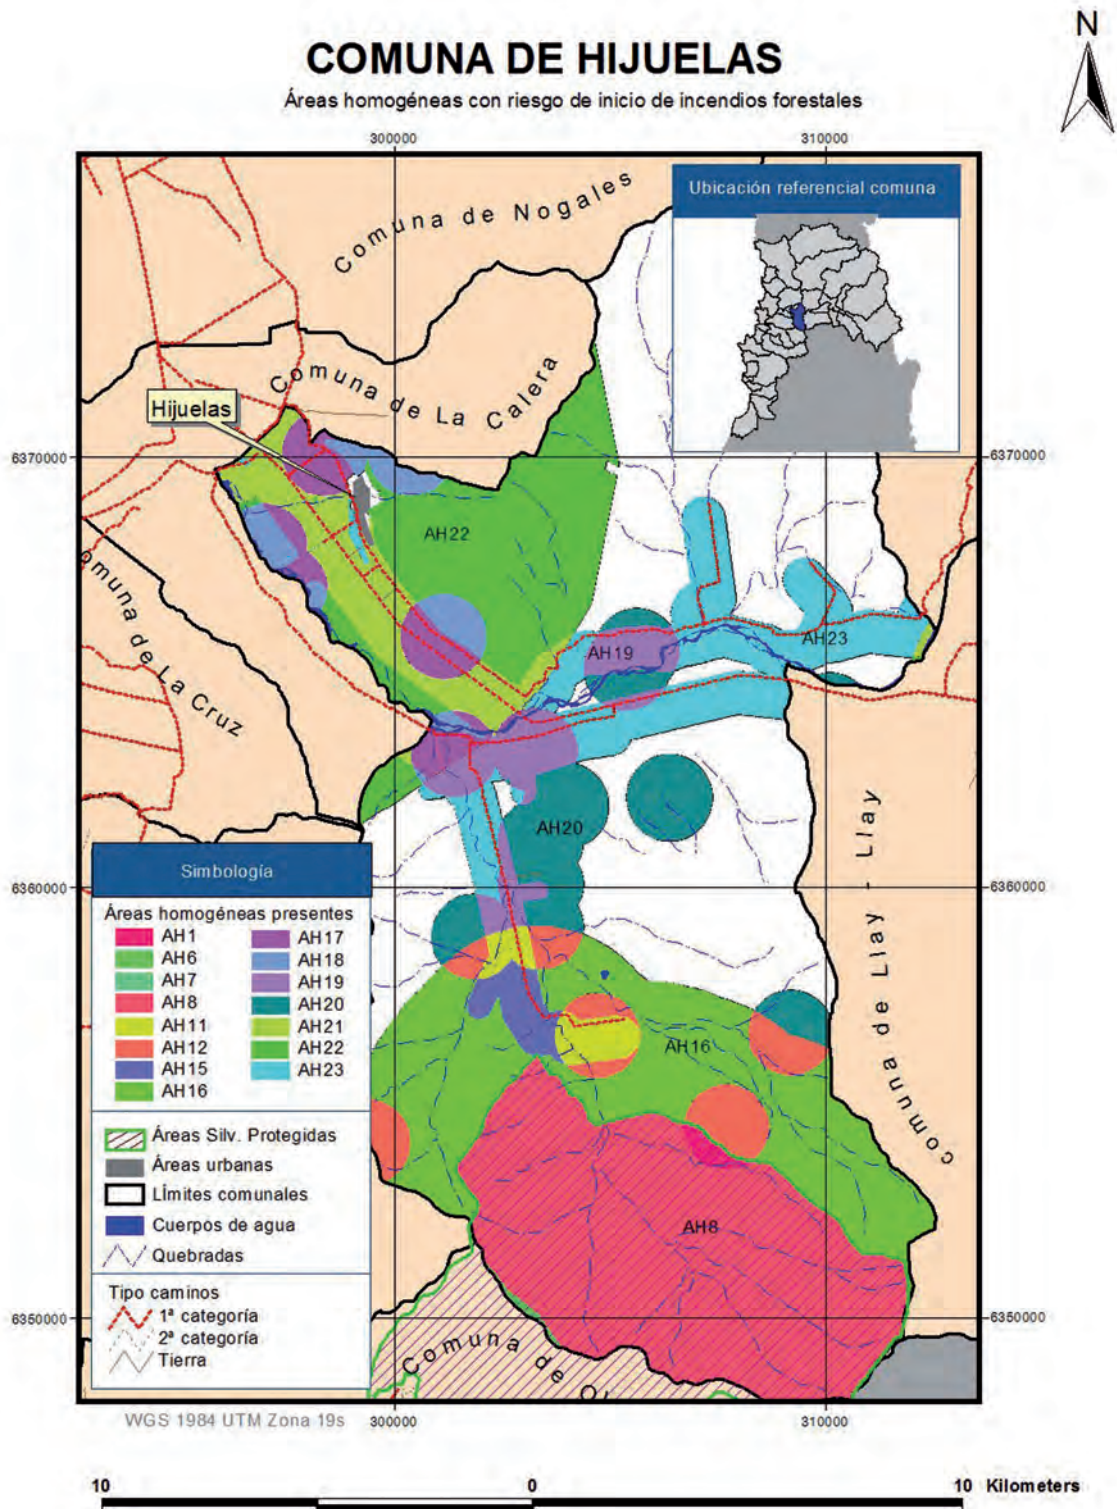 N
COMUNA DE HIJUELAS
Áreas homogéneas con riesgo de inicio de incendios forestales
300000
310000
Ubicación referencial comuna
Comuna de Nogales
Comuna de La Calera
Hijuelas
6370000
6370000
AH22
AH23
AH19
omuna de La Cruz
AH20
Comuna de Llay - Llay
6360000
6360000
AH16
AH8
Simbología
Áreas homogéneas presentes
AH1
AH6
AH7
AH8
AH11
AH12
AH15
AH16
AH17
AH18
AH19
AH20
AH21
AH22
AH23
Áreas Silv. Protegidas
Áreas urbanas
Límites comunales
Cuerpos de agua
Quebradas
Tipo caminos
1ª categoría
2ª categoría
Tierra
6350000
6350000
Comuna de Ol
WGS 1984 UTM Zona 19s
300000
310000
10
0
10 Kilometers